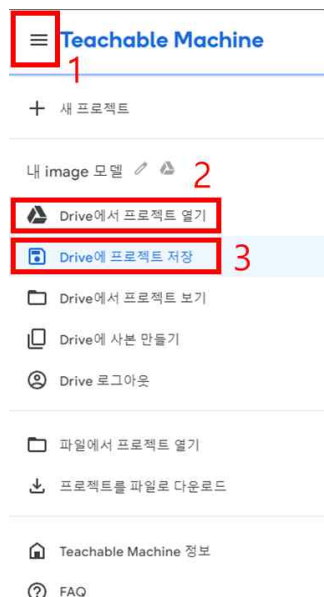 Teachable Machine
1
새 프로젝트
내 image 모델
2
Drive에서 프로젝트 열기
Drive에 프로젝트 저장
3
Drive에서 프로젝트 보기
Drive에 사본 만들기
Drive 로그아웃
파일에서 프로젝트 열기
프로젝트를 파일로 다운로드
Teachable Machine 정보
FAQ